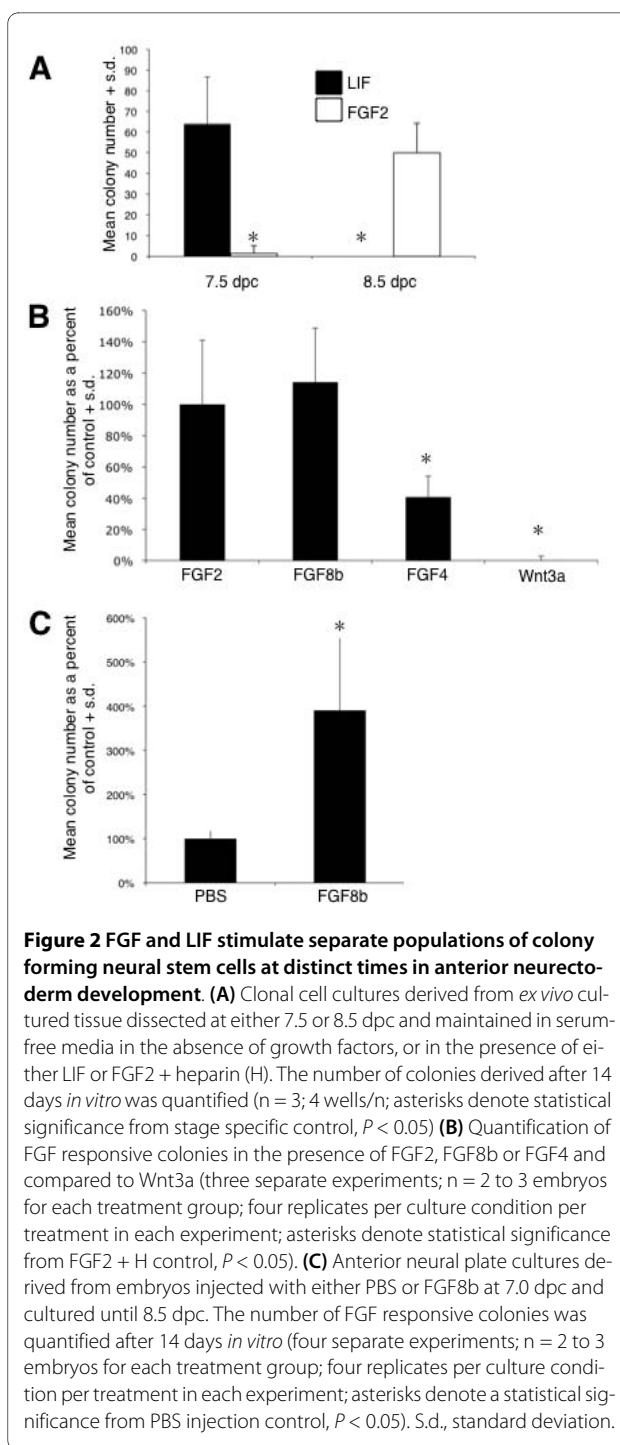 A
Mean colony number + s.d.
100
90
80
70
60
50
40
30
20
10
0
LIF
FGF2
*
*
7.5 dpc
8.5 dpc
B
Mean colony number as a percent
of control + s.d.
160%
140%
120%
100%
80%
60%
40%
20%
0%
*
*
FGF2
FGF8b
FGF4
Wnt3a
C
Mean colony number as a percent
of control + s.d.
600%
500%
400%
300%
200%
100%
0%
*
PBS
FGF8b
Figure 2 FGF and LIF stimulate separate populations of colony
forming neural stem cells at distinct times in anterior neurecto-
derm development. (A) Clonal cell cultures derived from ex vivo cul-
tured tissue dissected at either 7.5 or 8.5 dpc and maintained in serum-
free media in the absence of growth factors, or in the presence of ei-
ther LIF or FGF2 + heparin (H). The number of colonies derived after 14
days in vitro was quantified (n = 3; 4 wells/n; asterisks denote statistical
significance from stage specific control, P < 0.05) (B) Quantification of
FGF responsive colonies in the presence of FGF2, FGF8b or FGF4 and
compared to Wnt3a (three separate experiments; n = 2 to 3 embryos
for each treatment group; four replicates per culture condition per
treatment in each experiment; asterisks denote statistical significance
from FGF2 + H control, P < 0.05). (C) Anterior neural plate cultures de-
rived from embryos injected with either PBS or FGF8b at 7.0 dpc and
cultured until 8.5 dpc. The number of FGF responsive colonies was
quantified after 14 days in vitro (four separate experiments; n = 2 to 3
embryos for each treatment group; four replicates per culture condi-
tion per treatment in each experiment; asterisks denote a statistical sig-
nificance from PBS injection control, P < 0.05). S.d., standard deviation.